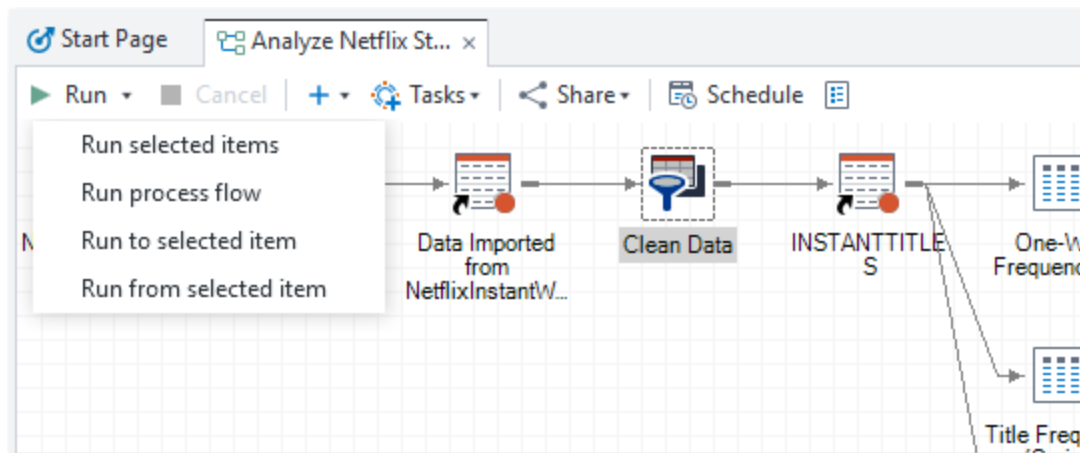 Start Page
Analyze Netflix St... ×
Run
Cancel
Tasks
Share
Schedule
Run selected items
Run process flow
Run to selected item
Run from selected item
N
Data Imported
from
NetflixInstantW...
Clean Data
INSTANTTITLE
S
One-W
Frequenc
Title Freq